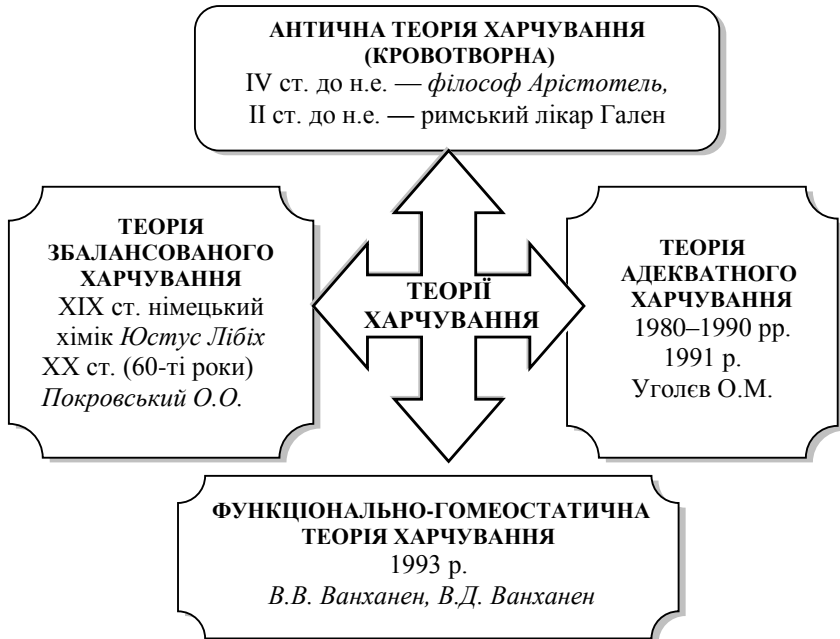 АНТИЧНА ТЕОРІЯ ХАРЧУВАННЯ
(КРОВОТВОРНА)
IV ст. до н.е. — філософ Арістотель,
II ст. до н.е. — римський лікар Гален
ТЕОРІЯ
ЗБАЛАНСОВАНОГО
ХАРЧУВАННЯ
XIX ст. німецький
хімік Юстус Лібіх
XX ст. (60-ті роки)
Покровський О.О.
ТЕОРІЇ
ХАРЧУВАННЯ
ТЕОРІЯ
АДЕКВАТНОГО
ХАРЧУВАННЯ
1980–1990 рр.
1991 р.
Уголєв О.М.
ФУНКЦІОНАЛЬНО-ГОМЕОСТАТИЧНА
ТЕОРІЯ ХАРЧУВАННЯ
1993 р.
В.В. Ванханен, В.Д. Ванханен